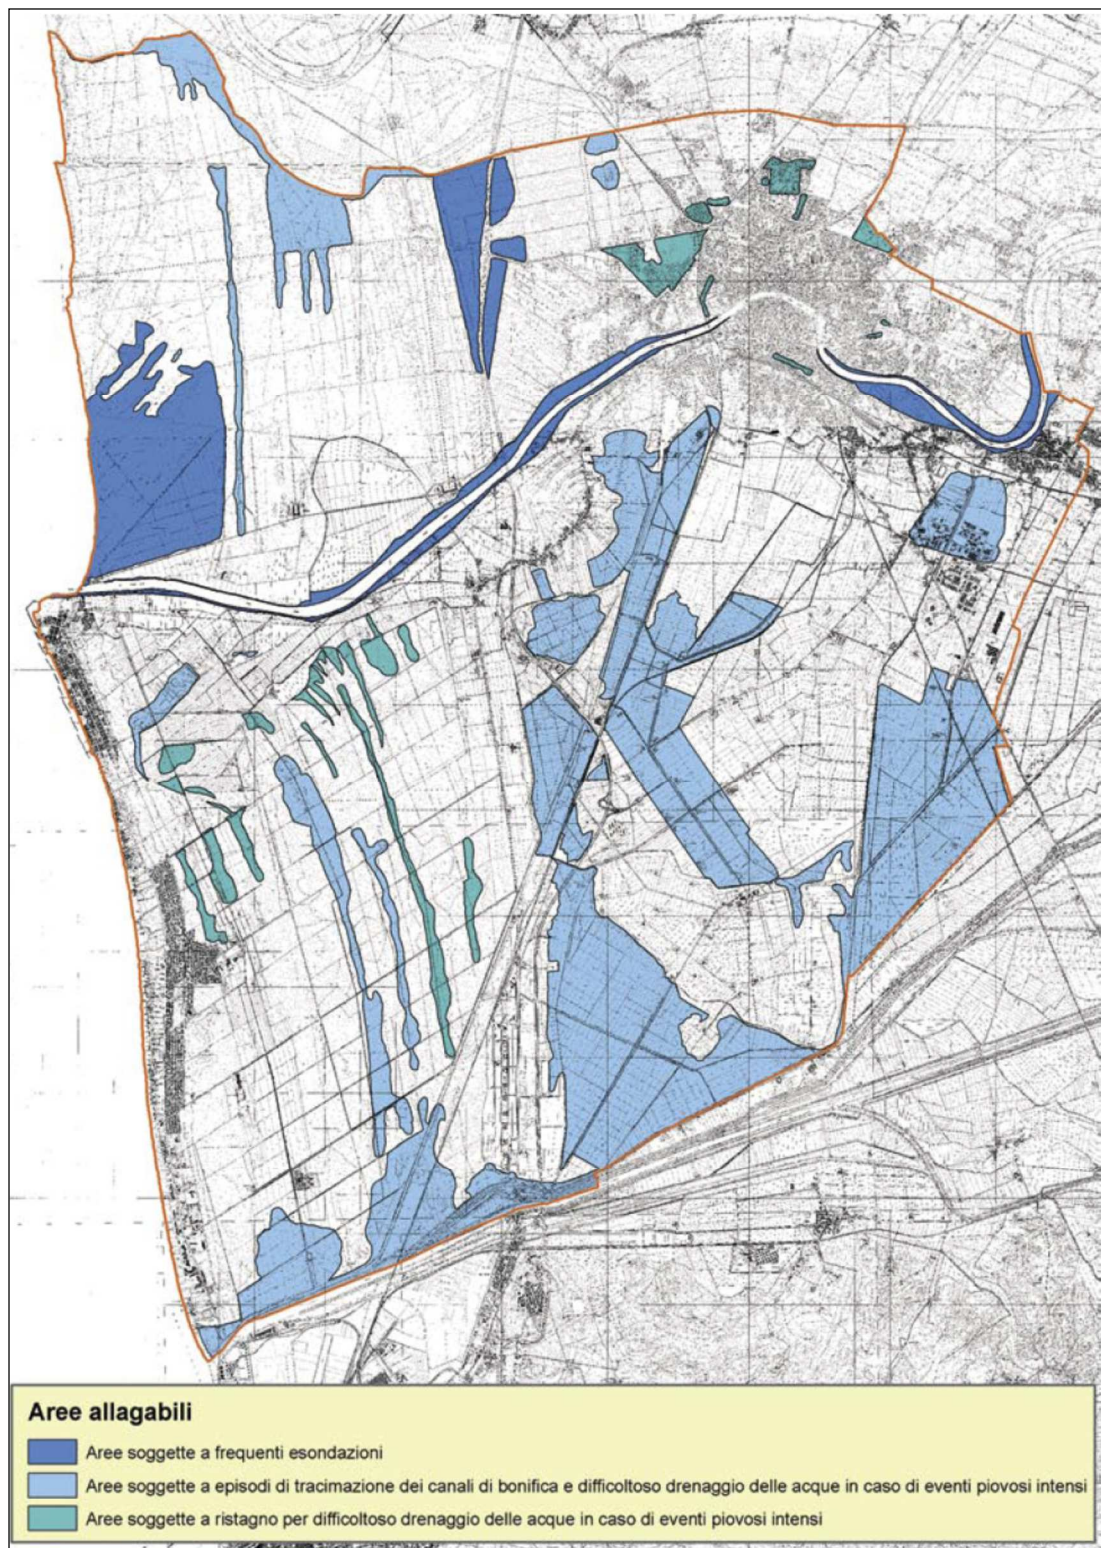 Aree allagabili
Aree soggette a frequenti esondazioni
Aree soggette a episodi di tracimazione dei canali di bonifica e difficoltoso drenaggio delle acque in caso di eventi piovosi intensi
Aree soggette a ristagno per difficoltoso drenaggio delle acque in caso di eventi piovosi intensi